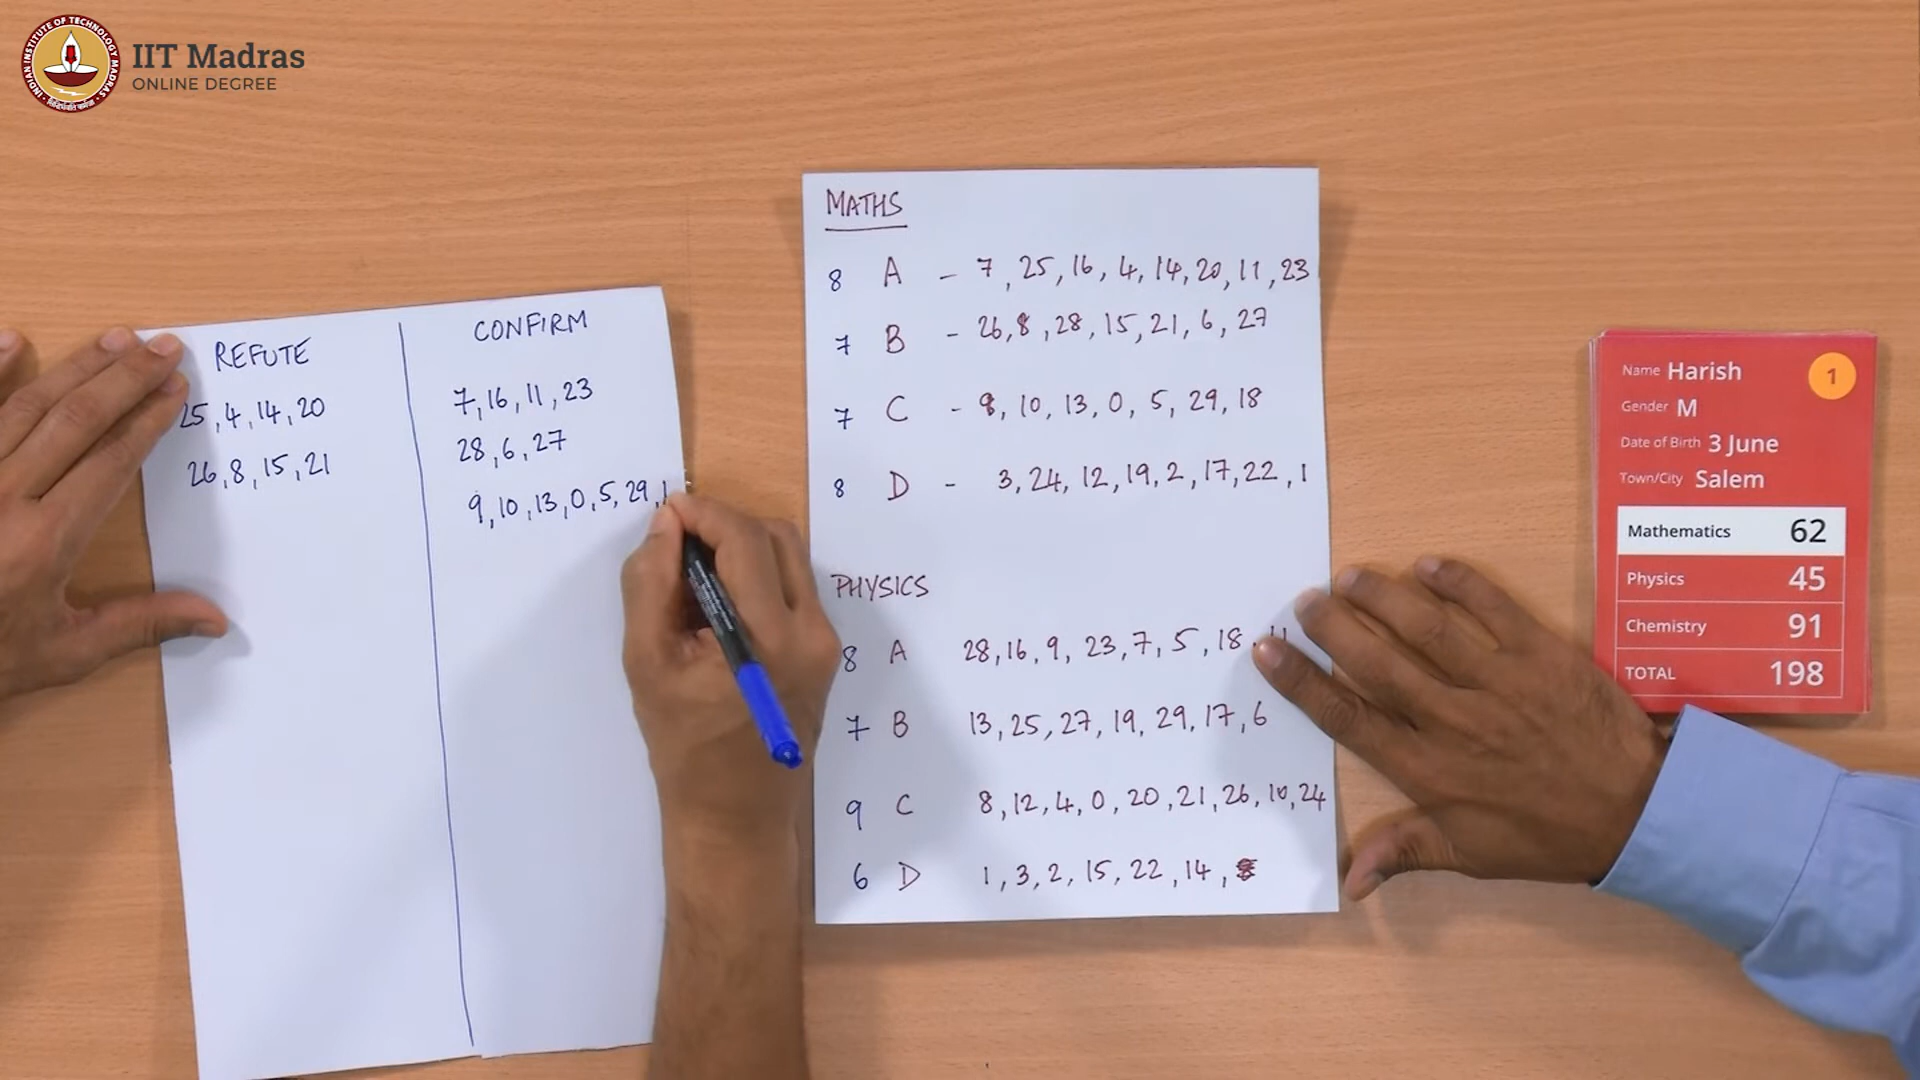 IIT Madras
ONLINE DEGREE
REFUTE
25, 4, 14, 20
26, 8, 15, 21
CONFIRM
7, 16, 11, 23
28, 6, 27
9, 10, 13, 0, 5, 29, 1
MATHS
8 A - 7, 25, 16, 4, 14, 20, 11, 23
7 B - 26, 8, 28, 15, 21, 6, 27
7 C - 9, 10, 13, 0, 5, 29, 18
8 D - 3, 24, 12, 19, 2, 17, 22, 1
PHYSICS
8 A 28, 16, 9, 23, 7, 5, 18, 11
7 B 13, 25, 27, 19, 29, 17, 6
9 C 8, 12, 4, 0, 20, 21, 26, 10, 24
6 D 1, 3, 2, 15, 22, 14,
Name Harish 1
Gender M
Date of Birth 3 June
Town/City Salem
Mathematics 62
Physics 45
Chemistry 91
TOTAL 198